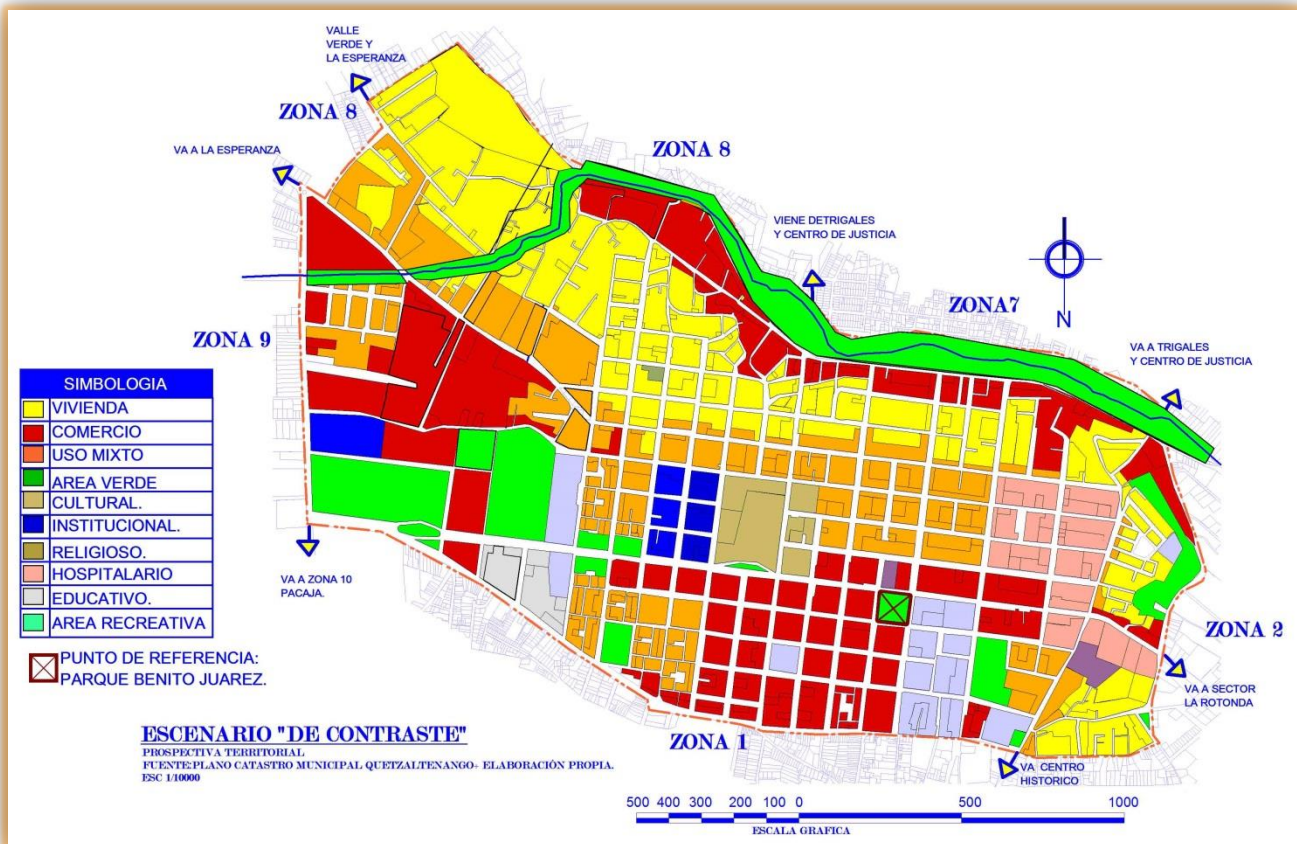 VALLE
VERDE Y
LA ESPERANZA
ZONA 8
VA A LA ESPERANZA
ZONA 8
VIENE DETRIGALES
Y CENTRO DE JUSTICIA
ZONA7
N
ZONA 9
VA A TRIGALES
Y CENTRO DE JUSTICIA
SIMBOLOGIA
VIVIENDA
COMERCIO
USO MIXTO
AREA VERDE
CULTURAL.
INSTITUCIONAL.
RELIGIOSO.
HOSPITALARIO
EDUCATIVO.
AREA RECREATIVA
PUNTO DE REFERENCIA:
PARQUE BENITO JUAREZ.
VA A ZONA 10
PACAJA.
ZONA 2
VA A SECTOR
LA ROTONDA
ZONA 1
VA CENTRO
HISTORICO
ESCENARIO "DE CONTRASTE"
PROSPECTIVA TERRITORIAL
FUENTE:PLANO CATASTRO MUNICIPAL QUETZALTENANGO- ELABORACIÓN PROPIA.
ESC 1/10000
500 400 300 200 100 0 500 1000
ESCALA GRAFICA